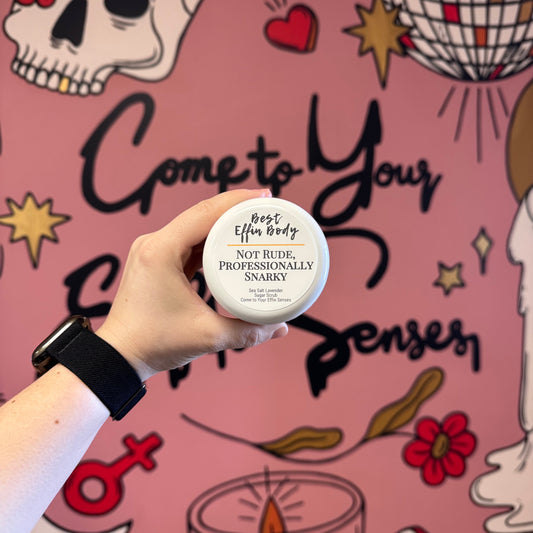 Come to Your
Senses
Best
Effin Body
Not Rude,
Professionally
Snarky
Sea Salt Lavender
Sugar Scrub
Come to Your Effin Senses